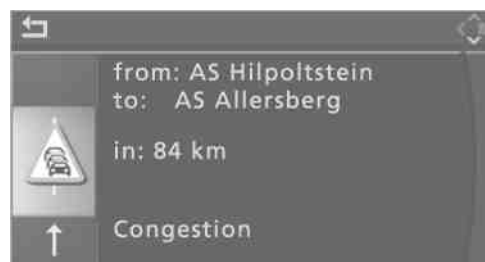 from: AS Hilpoltstein
to: AS Allersberg
in: 84 km
Congestion